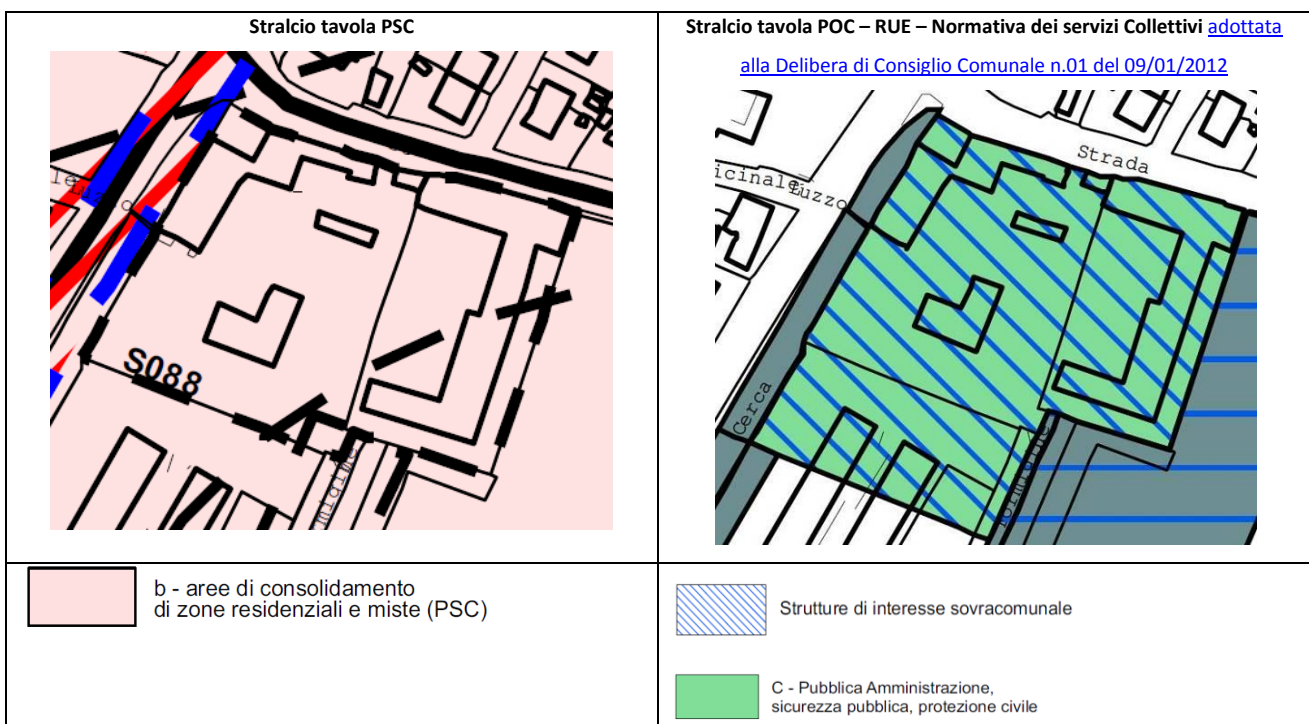 Stralcio tavola PSC
Stralcio tavola POC – RUE – Normativa dei servizi Collettivi adottata
alla Delibera di Consiglio Comunale n.01 del 09/01/2012
S088
Strada
icinale
Luzzo
Cerca
b - aree di consolidamento
di zone residenziali e miste (PSC)
Strutture di interesse sovracomunale
C - Pubblica Amministrazione,
sicurezza pubblica, protezione civile